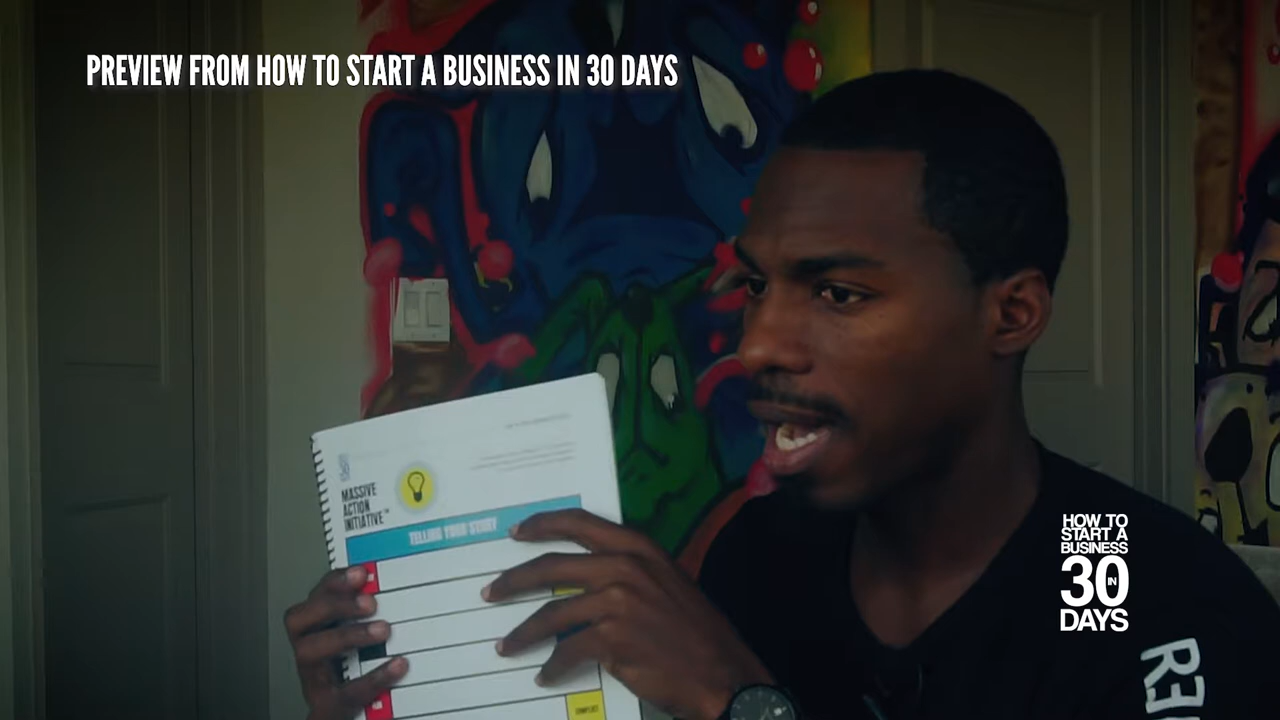 PREVIEW FROM HOW TO START A BUSINESS IN 30 DAYS
MASSIVE
ACTION
INITIATIVE™
TELLING YOUR STORY
HOW TO
START A
BUSINESS
30 IN
DAYS